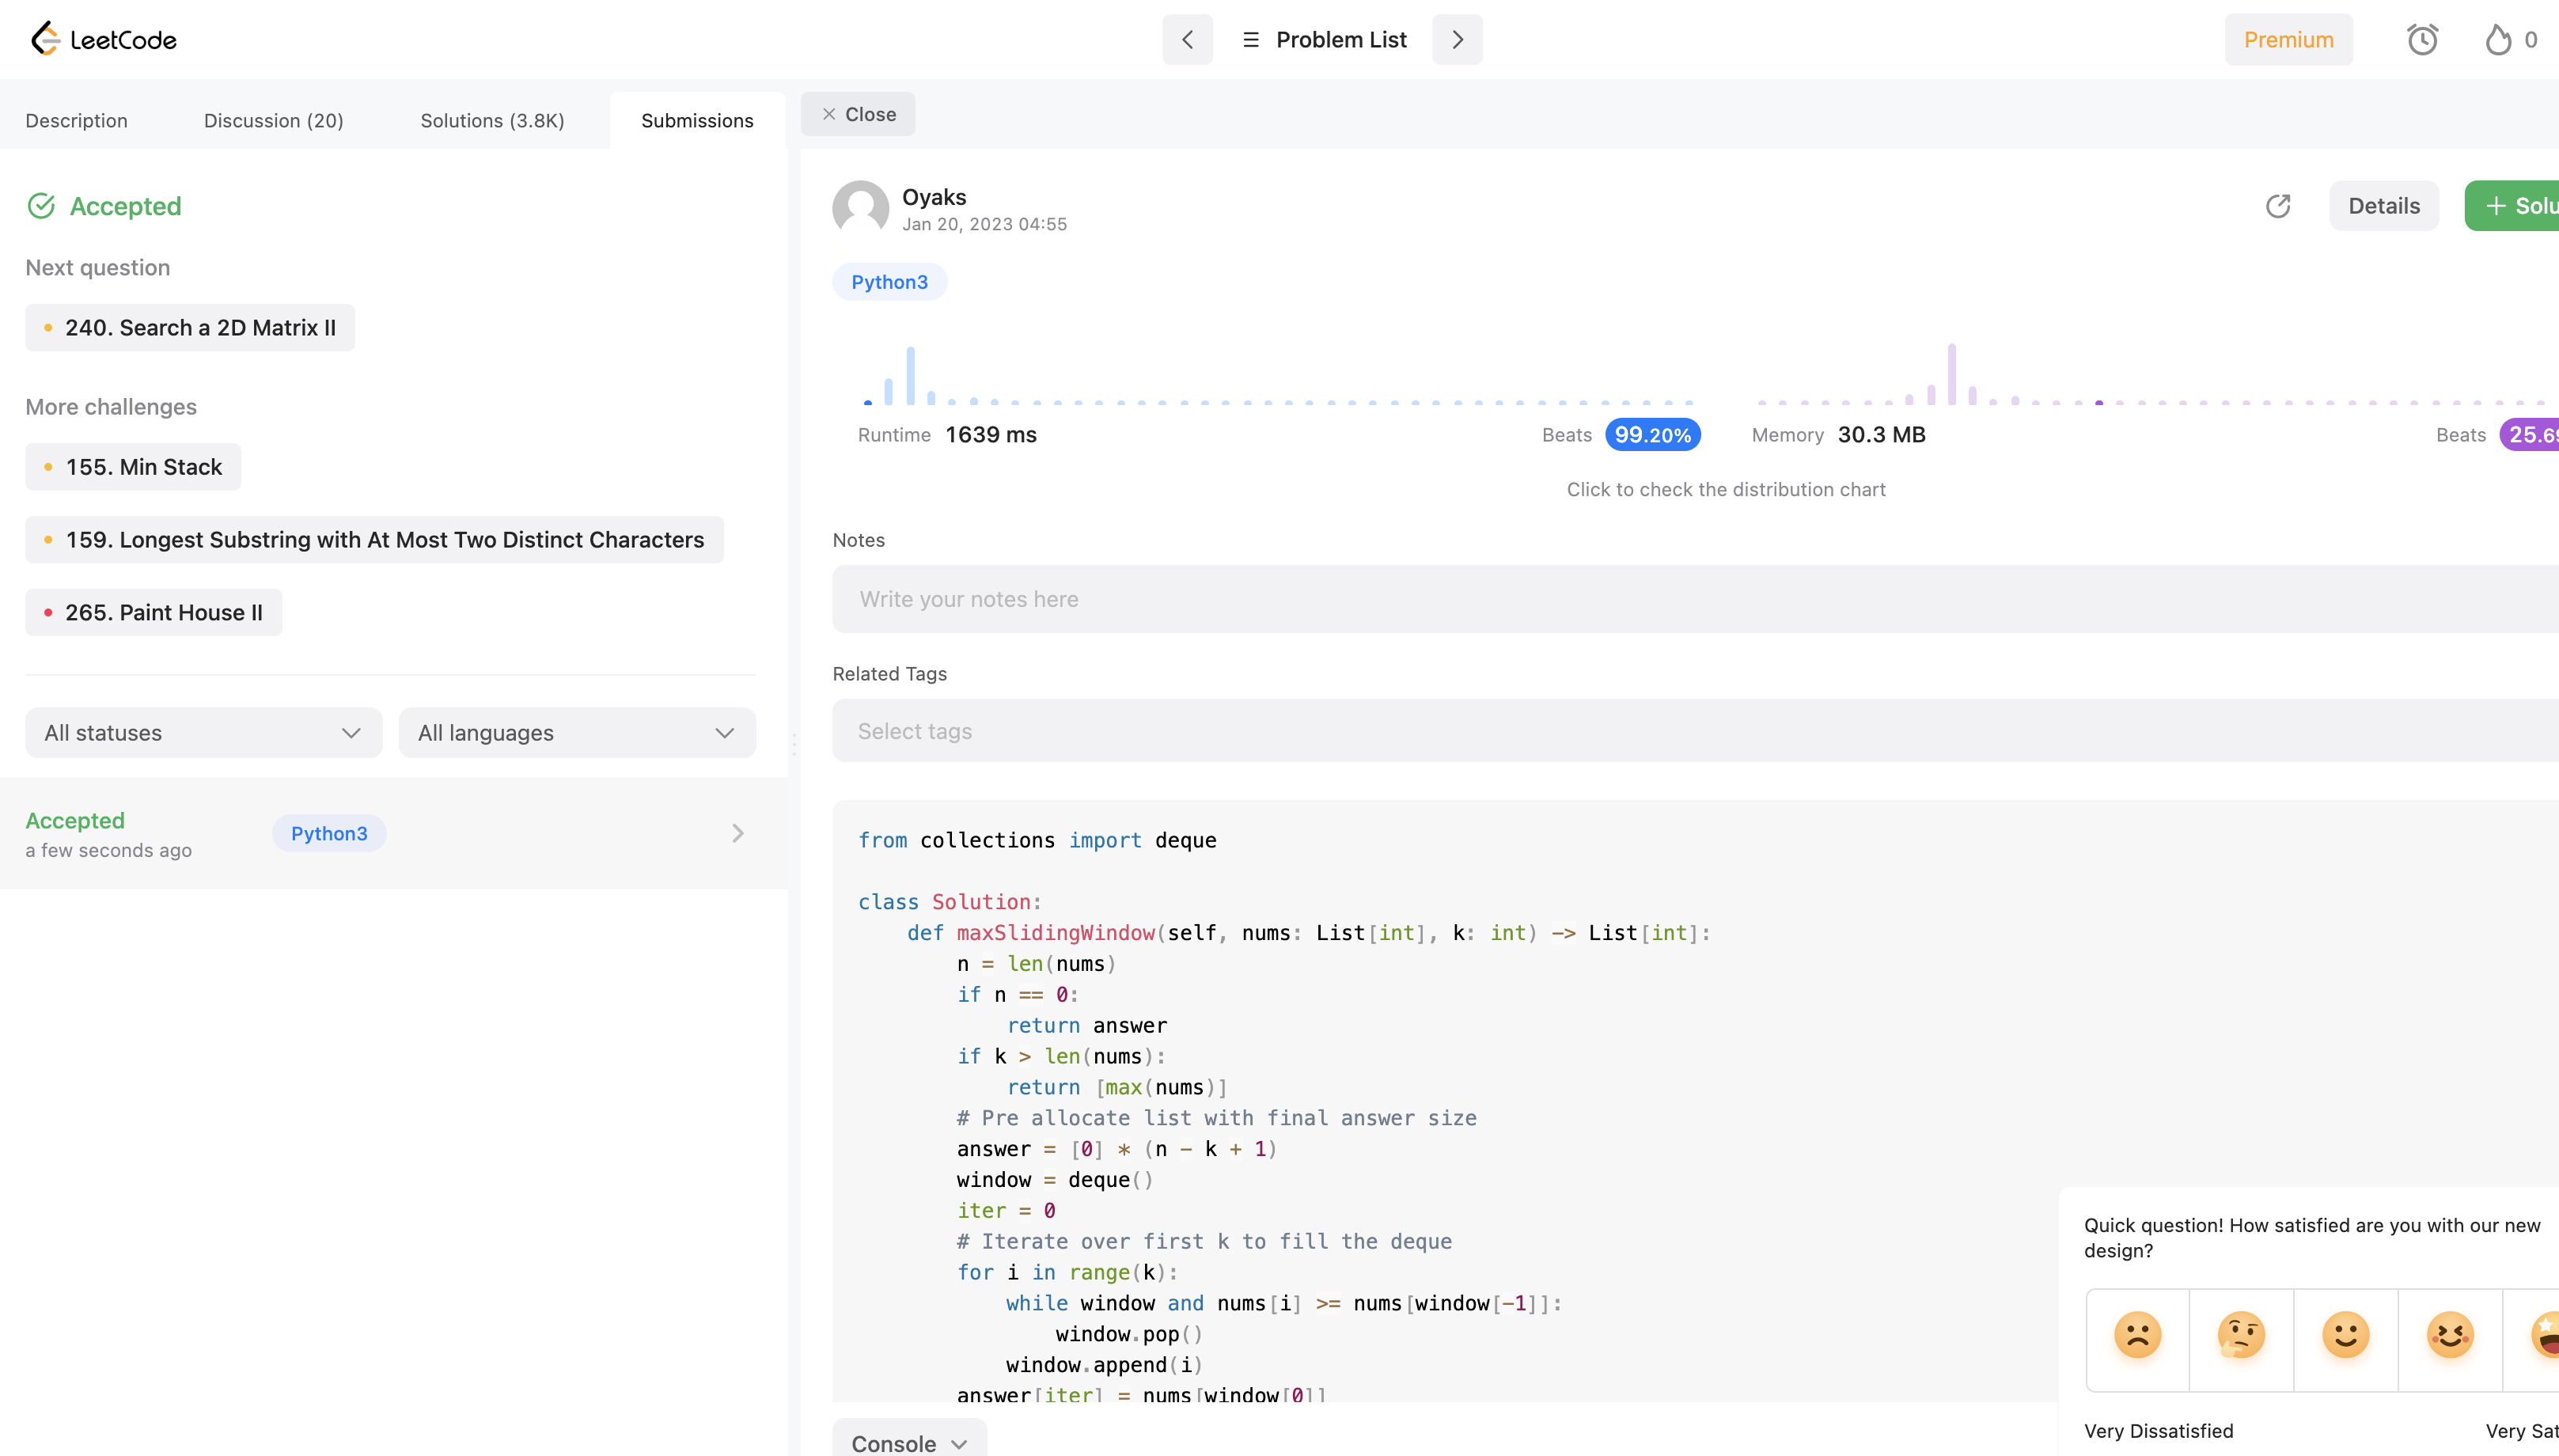 LeetCode
Problem List
Premium
0
Description
Discussion (20)
Solutions (3.8K)
Submissions
Close
Accepted
Next question
240. Search a 2D Matrix II
More challenges
155. Min Stack
159. Longest Substring with At Most Two Distinct Characters
265. Paint House II
All statuses
All languages
Accepted
a few seconds ago
Python3
Oyaks
Jan 20, 2023 04:55
Details
+ Solu
Python3
Runtime 1639 ms
Beats 99.20%
Memory 30.3 MB
Beats 25.69
Click to check the distribution chart
Notes
Write your notes here
Related Tags
Select tags
from collections import deque
class Solution:
def maxSlidingWindow(self, nums: List[int], k: int) -> List[int]:
n = len(nums)
if n == 0:
return answer
if k > len(nums):
return [max(nums)]
# Pre allocate list with final answer size
answer = [0] * (n - k + 1)
window = deque()
iter = 0
# Iterate over first k to fill the deque
for i in range(k):
while window and nums[i] >= nums[window[-1]]:
window.pop()
window.append(i)
answer[iter] = nums[window[0]]
Console
Quick question! How satisfied are you with our new
design?
Very Dissatisfied
Very Sat